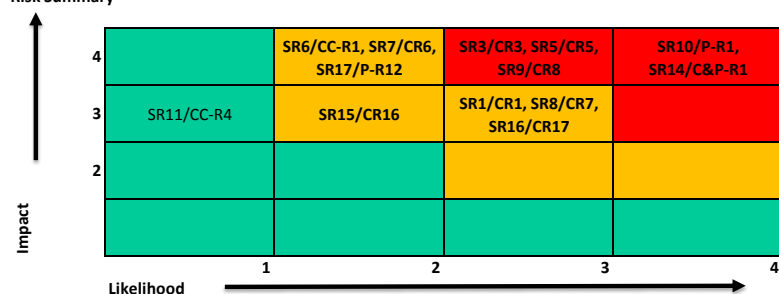 Risk Summary
4
SR6/CC-R1, SR7/CR6,
SR17/P-R12
SR3/CR3, SR5/CR5,
SR9/CR8
SR10/P-R1,
SR14/C&P-R1
3
SR11/CC-R4
SR15/CR16
SR1/CR1, SR8/CR7,
SR16/CR17
2
Impact
1
2
3
4
Likelihood